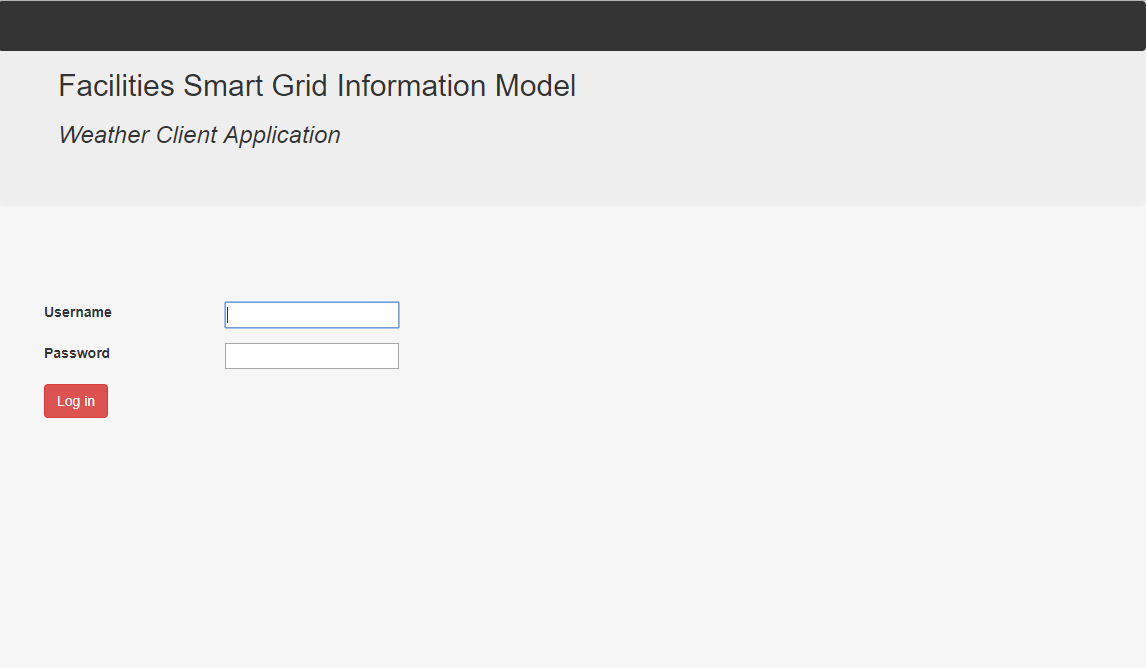 Facilities Smart Grid Information Model
Weather Client Application
Username
Password
Log in